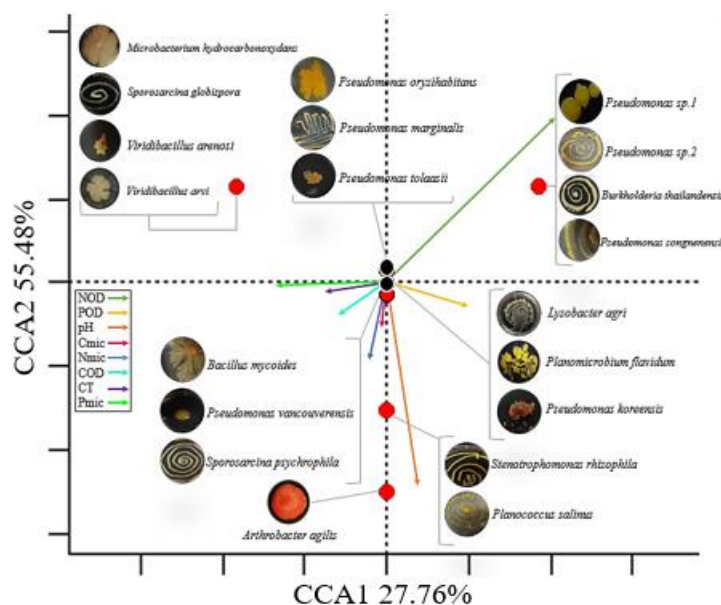 Microbacterium hydrocarbonoxydans
Sporosarcina globizpora
Viridibacillus arenosi
Viridibacillus arvi
Pseudomonas oryzihabitans
Pseudomonas marginalis
Pseudomonas tolaasii
Pseudomonas sp.1
Pseudomonas sp.2
Burkholderia thailandensis
Pseudomonas songnenensis
CCA2 55.48%
NOD
POD
pH
Cmic
Nmic
COD
CT
Pmic
Bacillus mycoides
Pseudomonas vancouverensis
Sporosarcina psychrophila
Arthrobacter agilis
Lysobacter agri
Planomicrobium flavidum
Pseudomonas koreensis
Stenotrophomonas rhizophila
Planococcus salinus
CCA1 27.76%